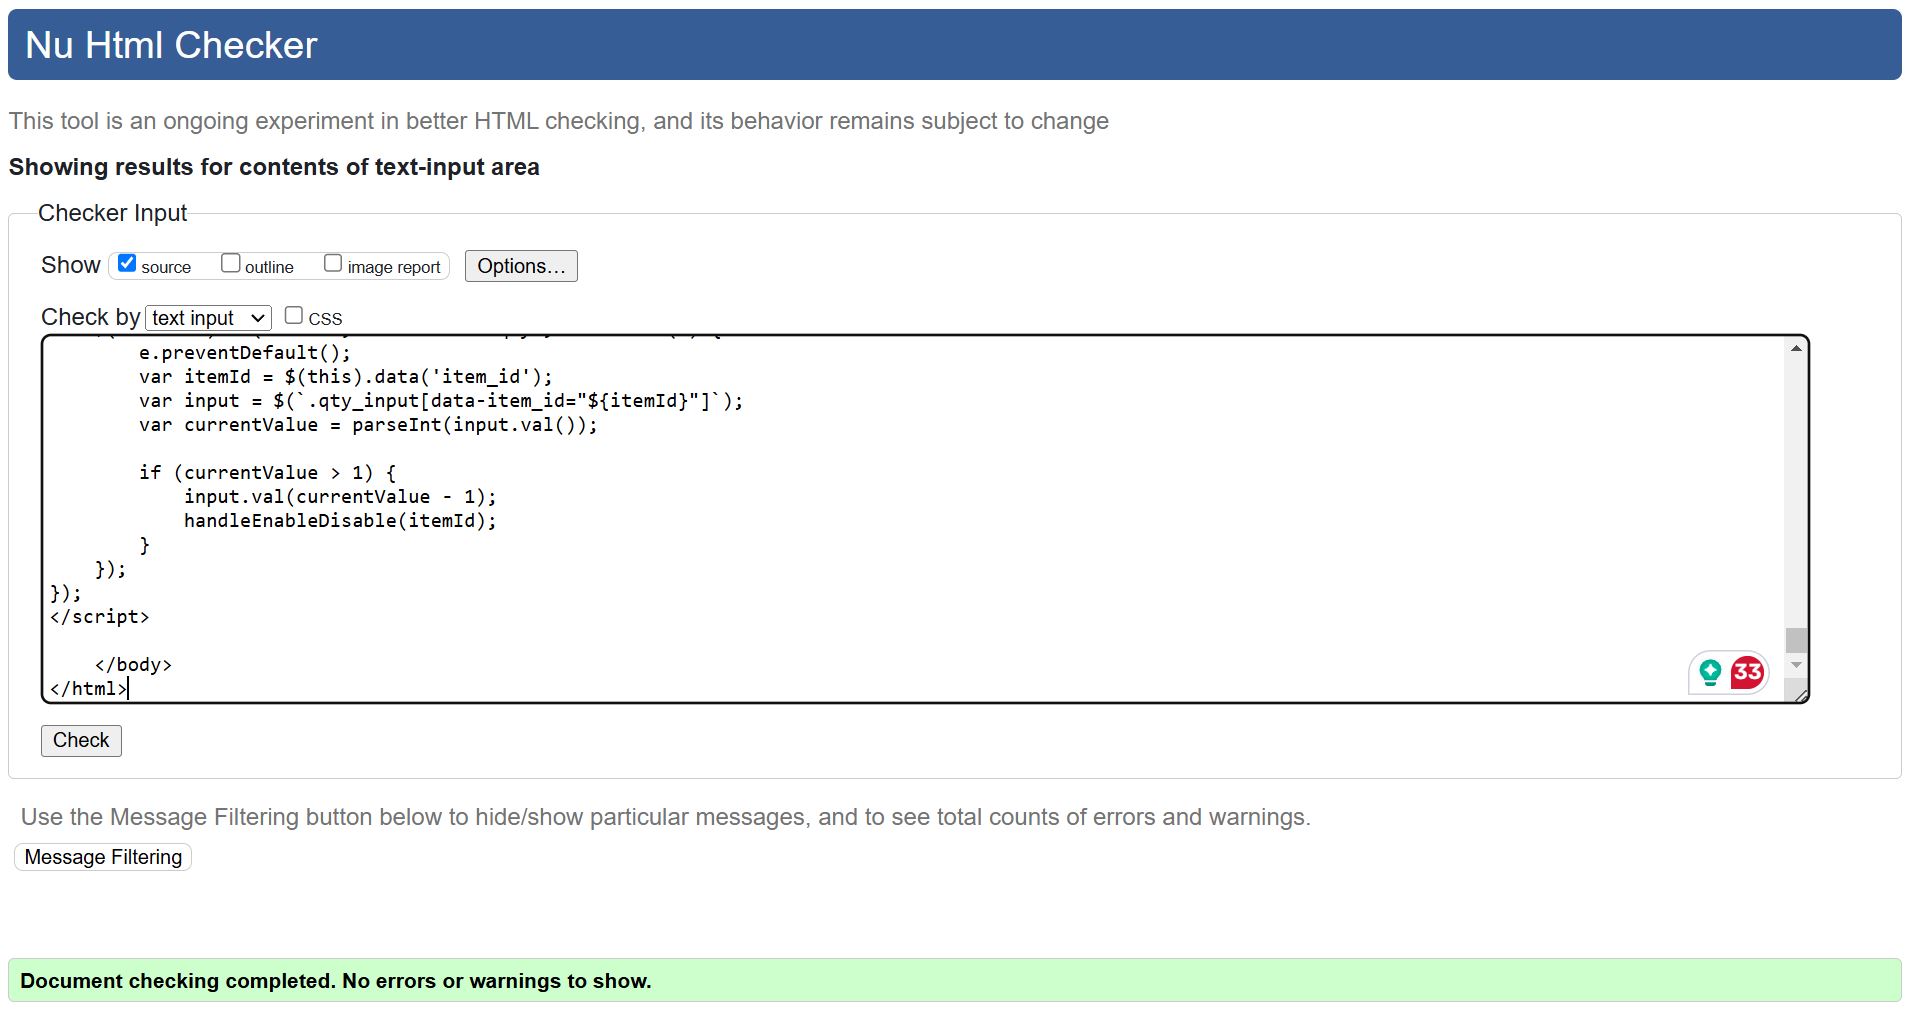 Nu Html Checker
This tool is an ongoing experiment in better HTML checking, and its behavior remains subject to change
Showing results for contents of text-input area
Checker Input
Show source outline image report Options...
Check by text input CSS
e.preventDefault();
var itemId = $(this).data('item_id');
var input = $(`.qty_input[data-item_id="${itemId}"]`);
var currentValue = parseInt(input.val());
if (currentValue > 1) {
input.val(currentValue - 1);
handleEnableDisable(itemId);
}
});
});
</script>
</body>
</html>
33
Check
Use the Message Filtering button below to hide/show particular messages, and to see total counts of errors and warnings.
Message Filtering
Document checking completed. No errors or warnings to show.